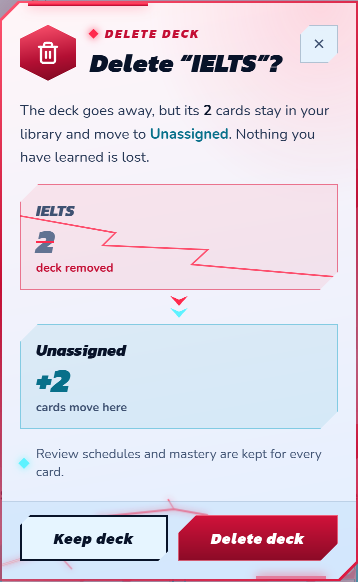 DELETE DECK
Delete “IELTS”?
The deck goes away, but its 2 cards stay in your
library and move to Unassigned. Nothing you
have learned is lost.
IELTS
2
deck removed
Unassigned
+2
cards move here
Review schedules and mastery are kept for every
card.
Keep deck
Delete deck